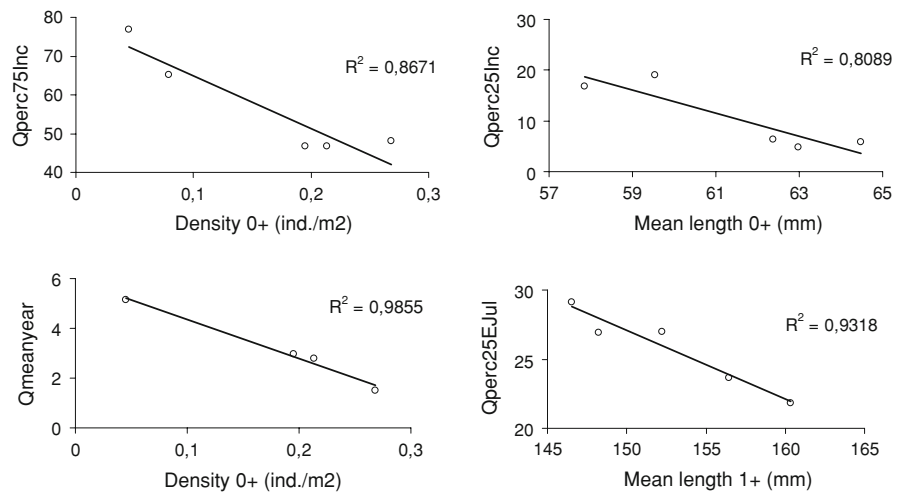 80
70
60
50
40
Qperc75Inc
R² = 0,8671
0
0,1
0,2
0,3
Density 0+ (ind./m2)
30
20
10
0
Qperc25Inc
R² = 0,8089
57
59
61
63
65
Mean length 0+ (mm)
6
4
2
0
Qmeanyear
R² = 0,9855
0
0,1
0,2
0,3
Density 0+ (ind./m2)
30
25
20
Qperc25EJul
R² = 0,9318
145
150
155
160
165
Mean length 1+ (mm)